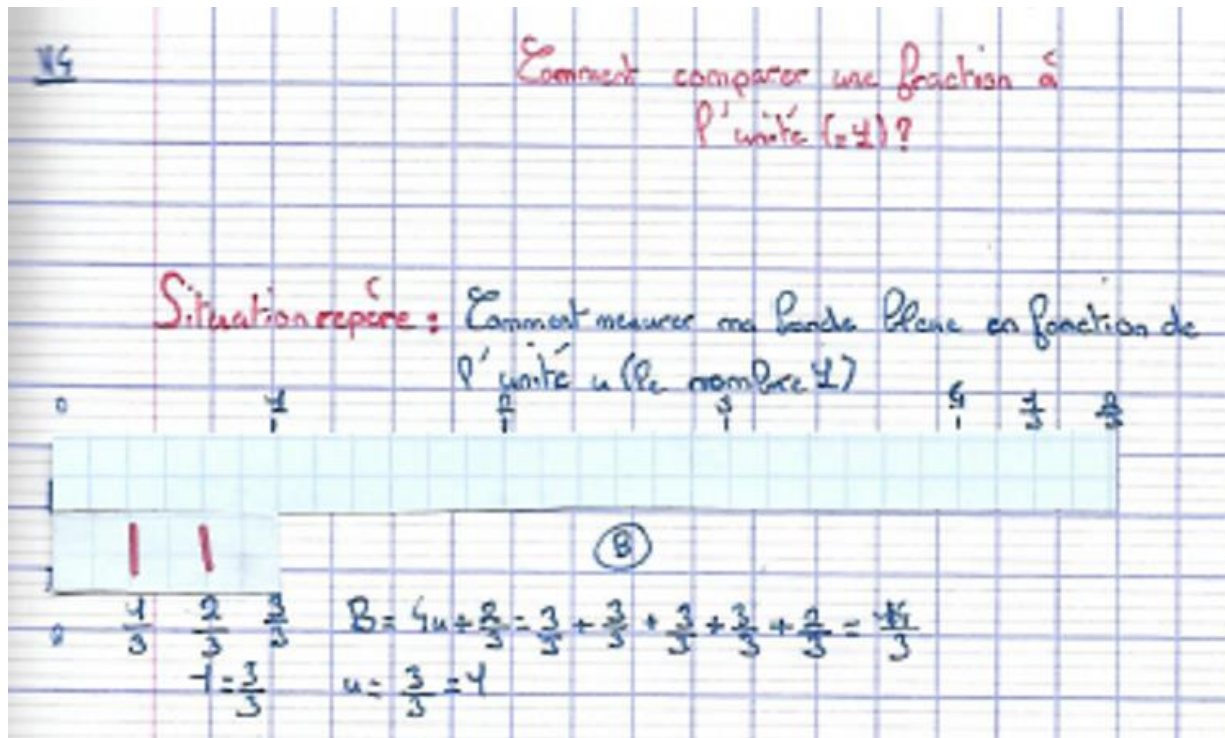 N4
Comment comparer une fraction à
l'unité (=1)?
Situation repère : Comment mesurer ma bande blanc en fonction de
l'unité u (le nombre 1)
0 1 2 3 4 1/3 2/3
B
0 1/3 2/3 3/3 B = 4u + 2/3 = 3/3 + 3/3 + 3/3 + 3/3 + 2/3 = 14/3
1 = 3/3 u = 3/3 = 1